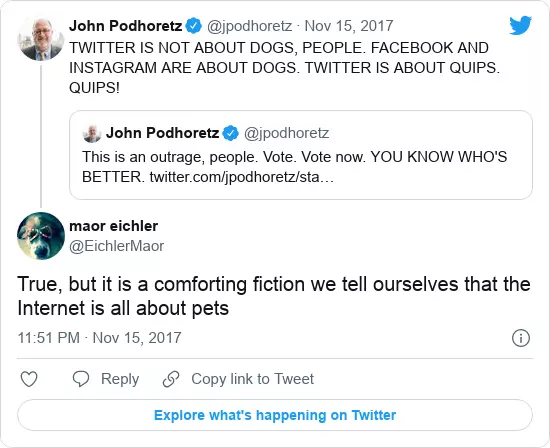 John Podhoretz @jpodhoretz · Nov 15, 2017
TWITTER IS NOT ABOUT DOGS, PEOPLE. FACEBOOK AND
INSTAGRAM ARE ABOUT DOGS. TWITTER IS ABOUT QUIPS.
QUIPS!
John Podhoretz @jpodhoretz
This is an outrage, people. Vote. Vote now. YOU KNOW WHO'S
BETTER. twitter.com/jpodhoretz/sta…
maor eichler
@EichlerMaor
True, but it is a comforting fiction we tell ourselves that the
Internet is all about pets
11:51 PM · Nov 15, 2017
Reply Copy link to Tweet
Explore what's happening on Twitter